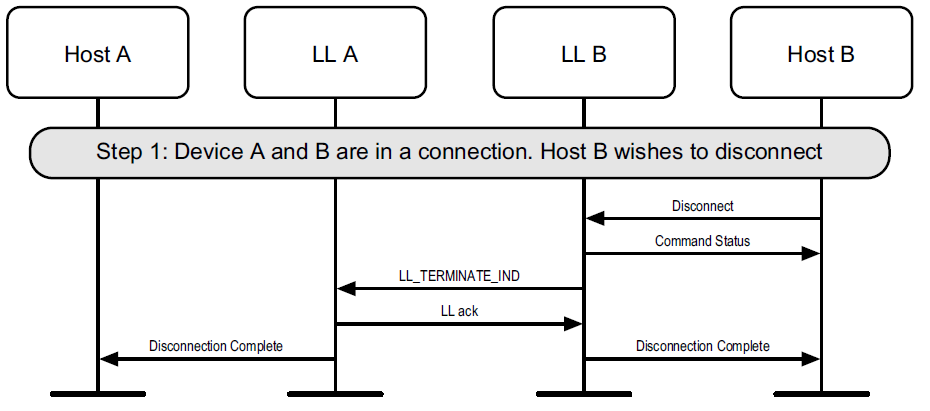 Host A
LL A
LL B
Host B
Step 1: Device A and B are in a connection. Host B wishes to disconnect
Disconnect
Command Status
LL_TERMINATE_IND
LL ack
Disconnection Complete
Disconnection Complete